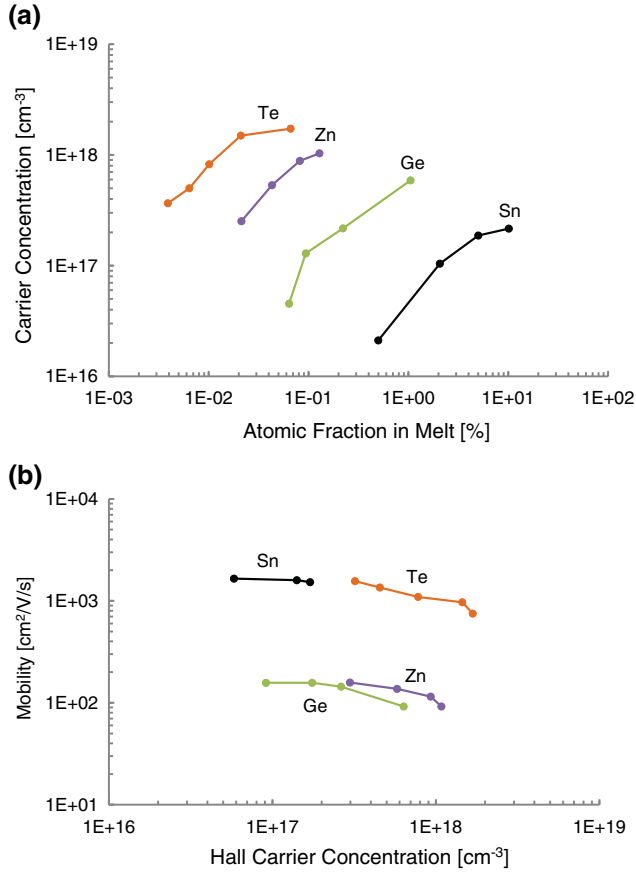 (a)
1E+19
1E+18
1E+17
1E+16
Carrier Concentration [cm-3]
Te
Zn
Ge
Sn
1E-03 1E-02 1E-01 1E+00 1E+01 1E+02
Atomic Fraction in Melt [%]
(b)
1E+04
1E+03
1E+02
1E+01
Mobility [cm2/V/s]
Sn
Te
Zn
Ge
1E+16 1E+17 1E+18 1E+19
Hall Carrier Concentration [cm-3]